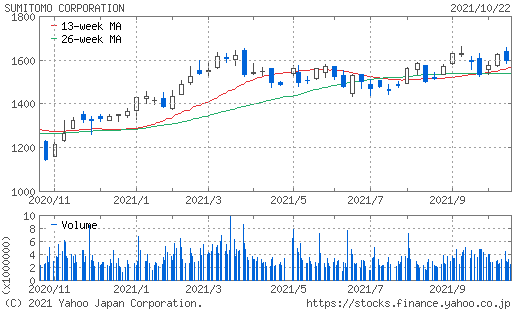 SUMITOMO CORPORATION 2021/10/22
1800
13-week MA
26-week MA
1600
1400
1200
1000
2020/11 2021/1 2021/3 2021/5 2021/7 2021/9
10
Volume
8
6
4
2
0
(x1000000)
2020/11 2021/1 2021/3 2021/5 2021/7 2021/9
(C) 2021 Yahoo Japan Corporation. https://stocks.finance.yahoo.co.jp/